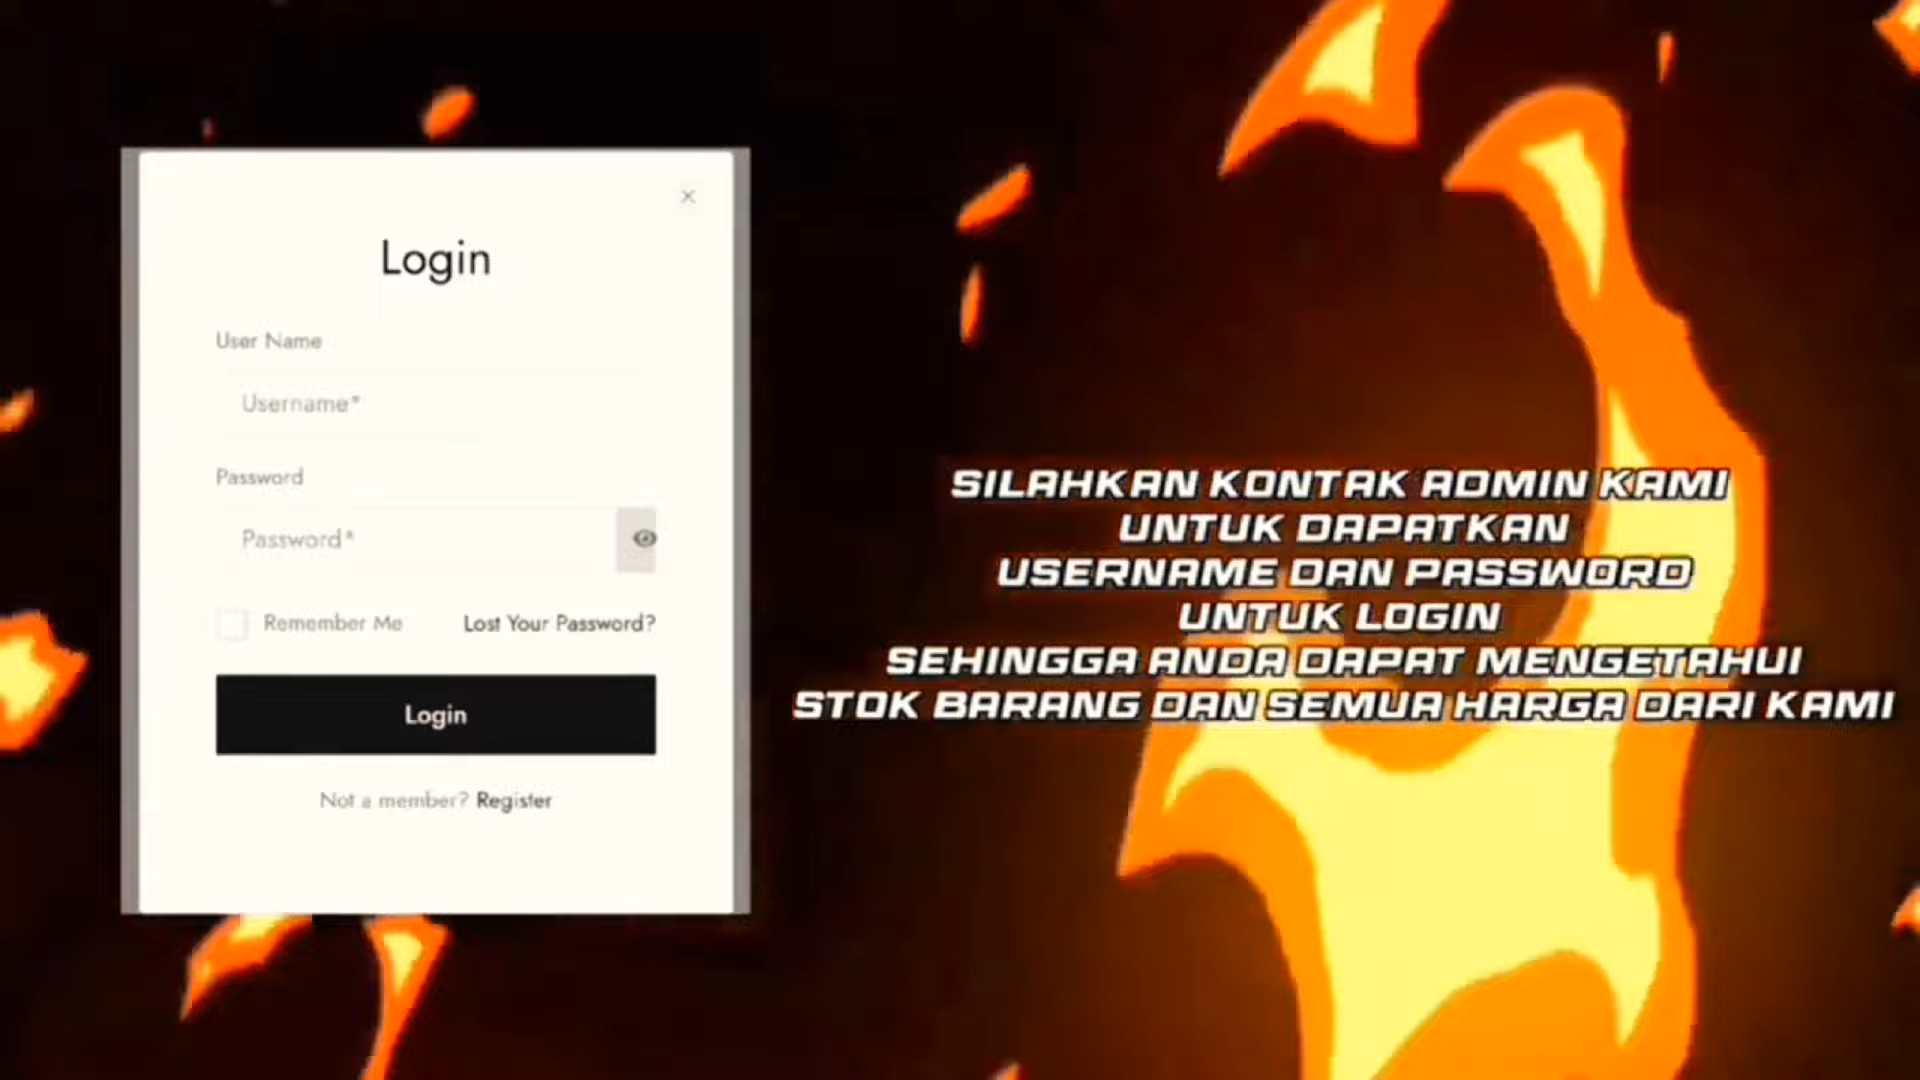 ×
Login
User Name
Username*
Password
Password*
Remember Me Lost Your Password?
Login
Not a member? Register
SILAHKAN KONTAK ADMIN KAMI
UNTUK DAPATKAN
USERNAME DAN PASSWORD
UNTUK LOGIN
SEHINGGA ANDA DAPAT MENGETAHUI
STOK BARANG DAN SEMUA HARGA DARI KAMI